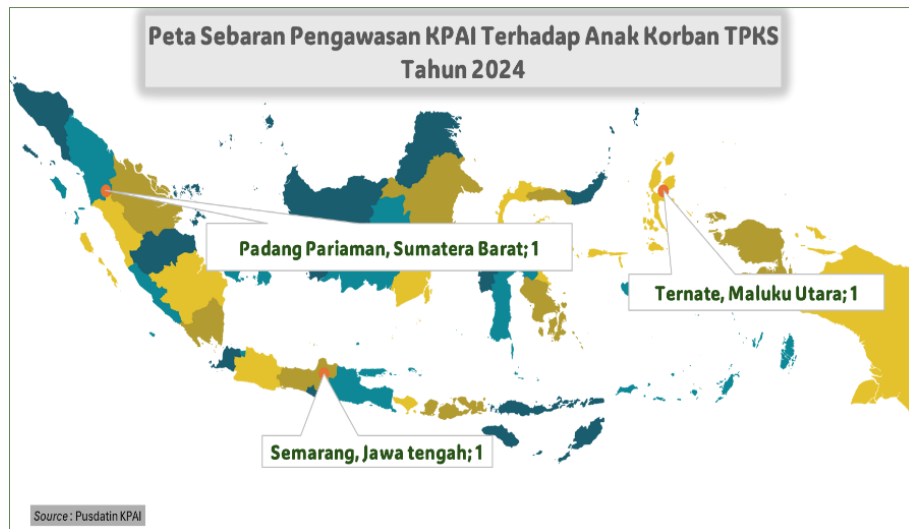 Peta Sebaran Pengawasan KPAI Terhadap Anak Korban TPKS
Tahun 2024
Padang Pariaman, Sumatera Barat; 1
Ternate, Maluku Utara; 1
Semarang, Jawa tengah; 1
Source : Pusdatin KPAI